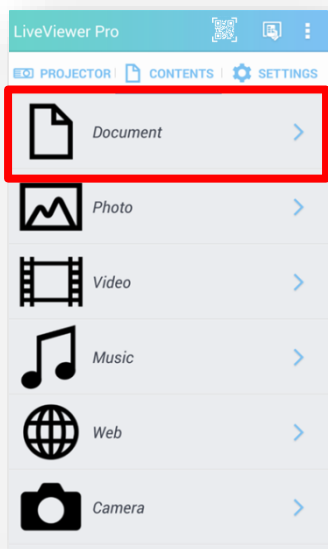 LiveViewer Pro
PROJECTOR CONTENTS SETTINGS
Document
Photo
Video
Music
Web
Camera